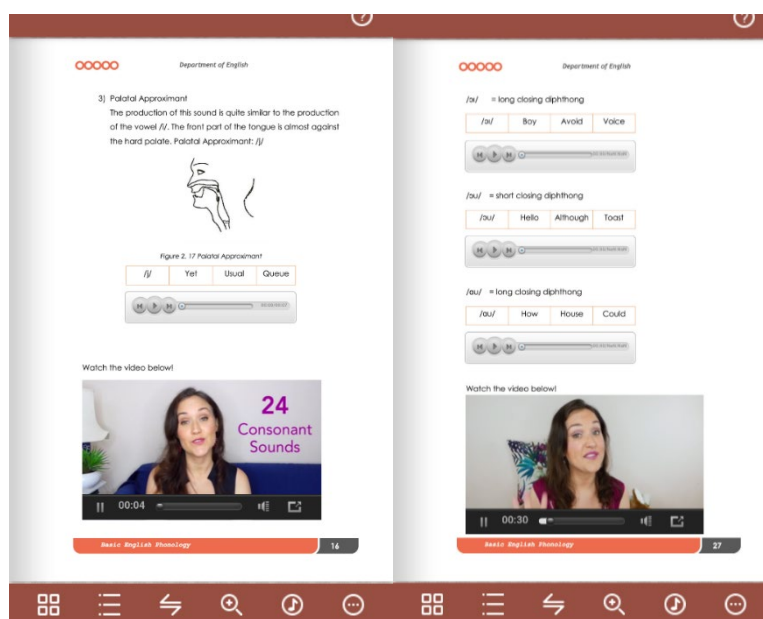 Department of English
3) Palatal Approximant
The production of this sound is quite similar to the production
of the vowel /i/. The front part of the tongue is almost against
the hard palate. Palatal Approximant: /j/
Figure 2. 17 Palatal Approximant
/j/ Yet Usual Queue
Watch the video below!
24
Consonant
Sounds
00:04
Basic English Phonology 16
Department of English
/ɔɪ/ = long closing diphthong
/ɔɪ/ Boy Avoid Voice
= short closing diphthong
Hello Although Toast
= long closing diphthong
How House Could
Watch the video below!
00:30
Basic English Phonology 27